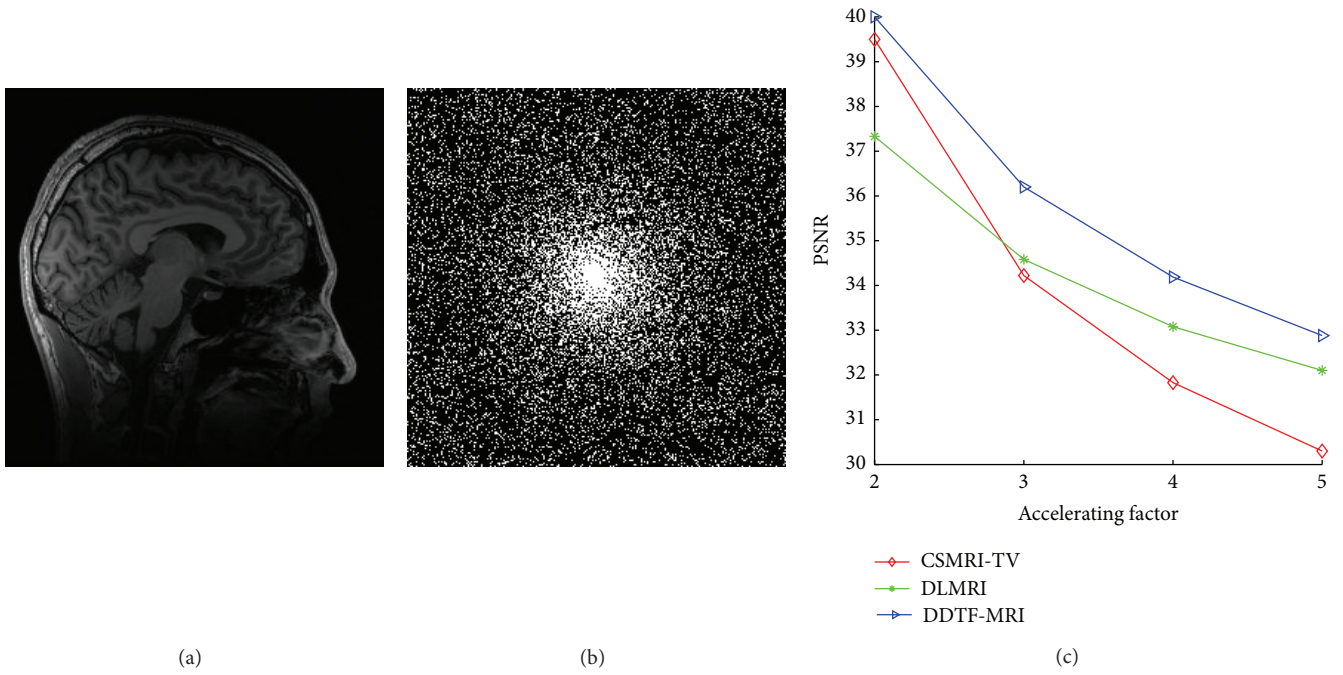 40
39
38
37
36
35
34
33
32
31
30
PSNR
2
3
4
5
Accelerating factor
CSMRI-TV
DLMRI
DDTF-MRI
(a)
(b)
(c)